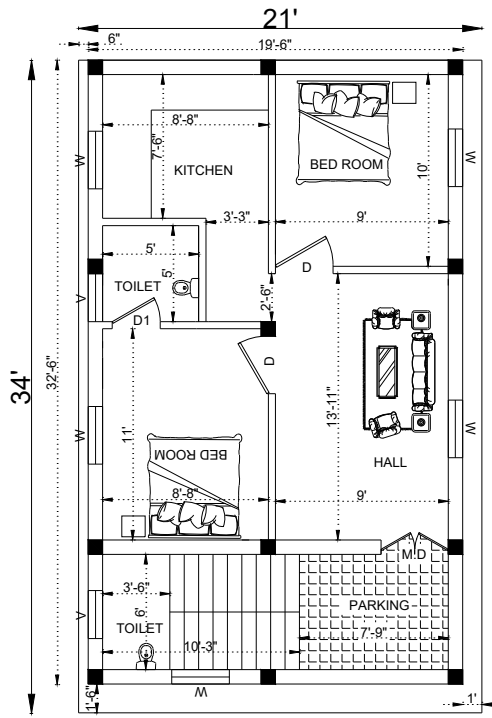 21'
6"
19'-6"
8'-8"
7'-6"
KITCHEN
BED ROOM
10'
W
W
3'-3"
9'
5'
5'
TOILET
D
V
D1
2'-6"
34'
32'-6"
D
13'-11"
W
11'
BED ROOM
8'-8"
HALL
9'
W
M.D
3'-6"
6'
TOILET
V
PARKING
7'-9"
10'-3"
W
1'-6"
1'